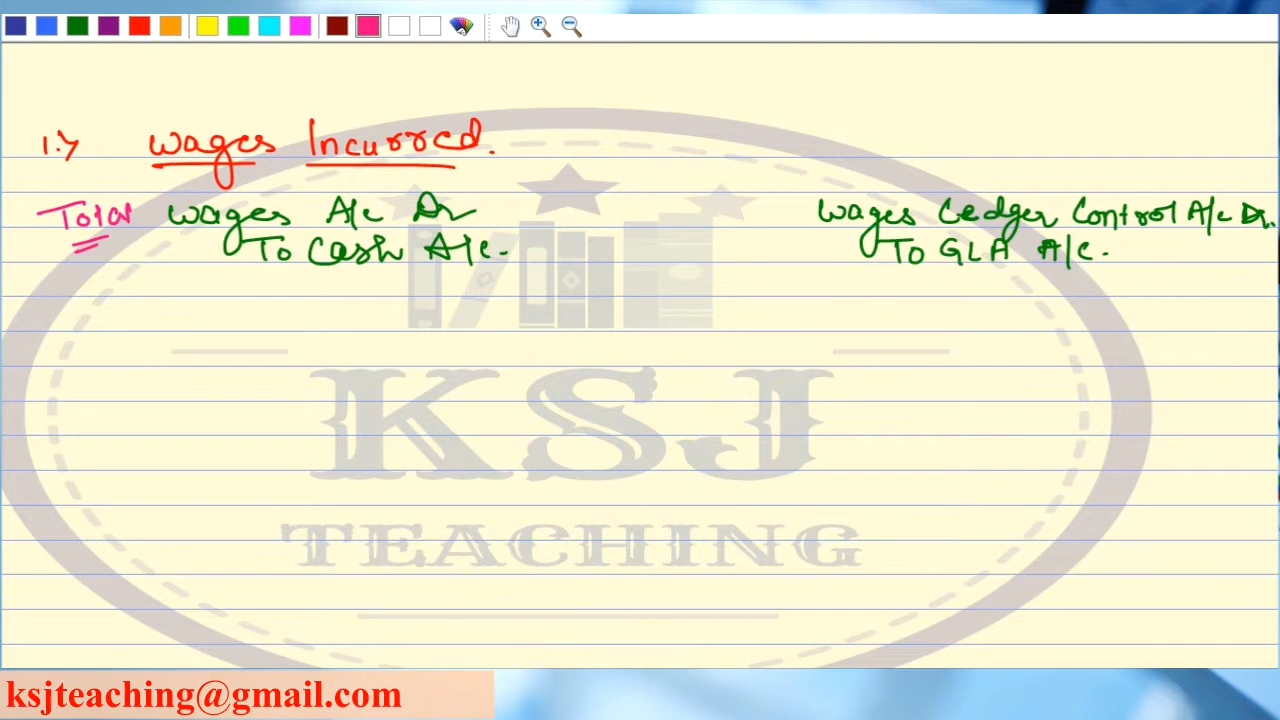 1.) Wages Incurred.
Total Wages A/c Dr
To Cash A/c.
Wages Ledger Control A/c Dr.
To GLA A/c.
KSJ
TEACHING
ksjteaching@gmail.com